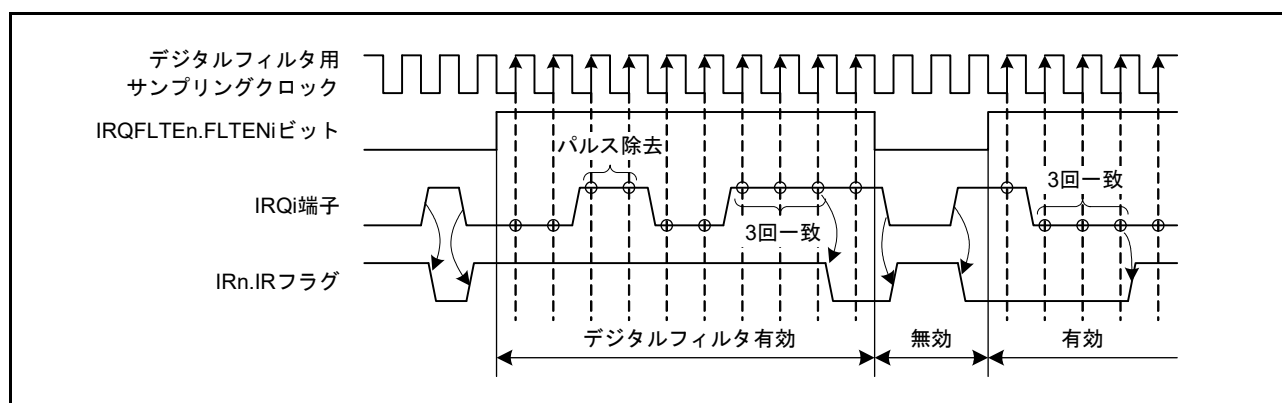 デジタルフィルタ用
サンプリングクロック
IRQFLTEn.FLTENiビット
パルス除去
IRQi端子
3回一致
3回一致
IRn.IRフラグ
デジタルフィルタ有効
無効
有効